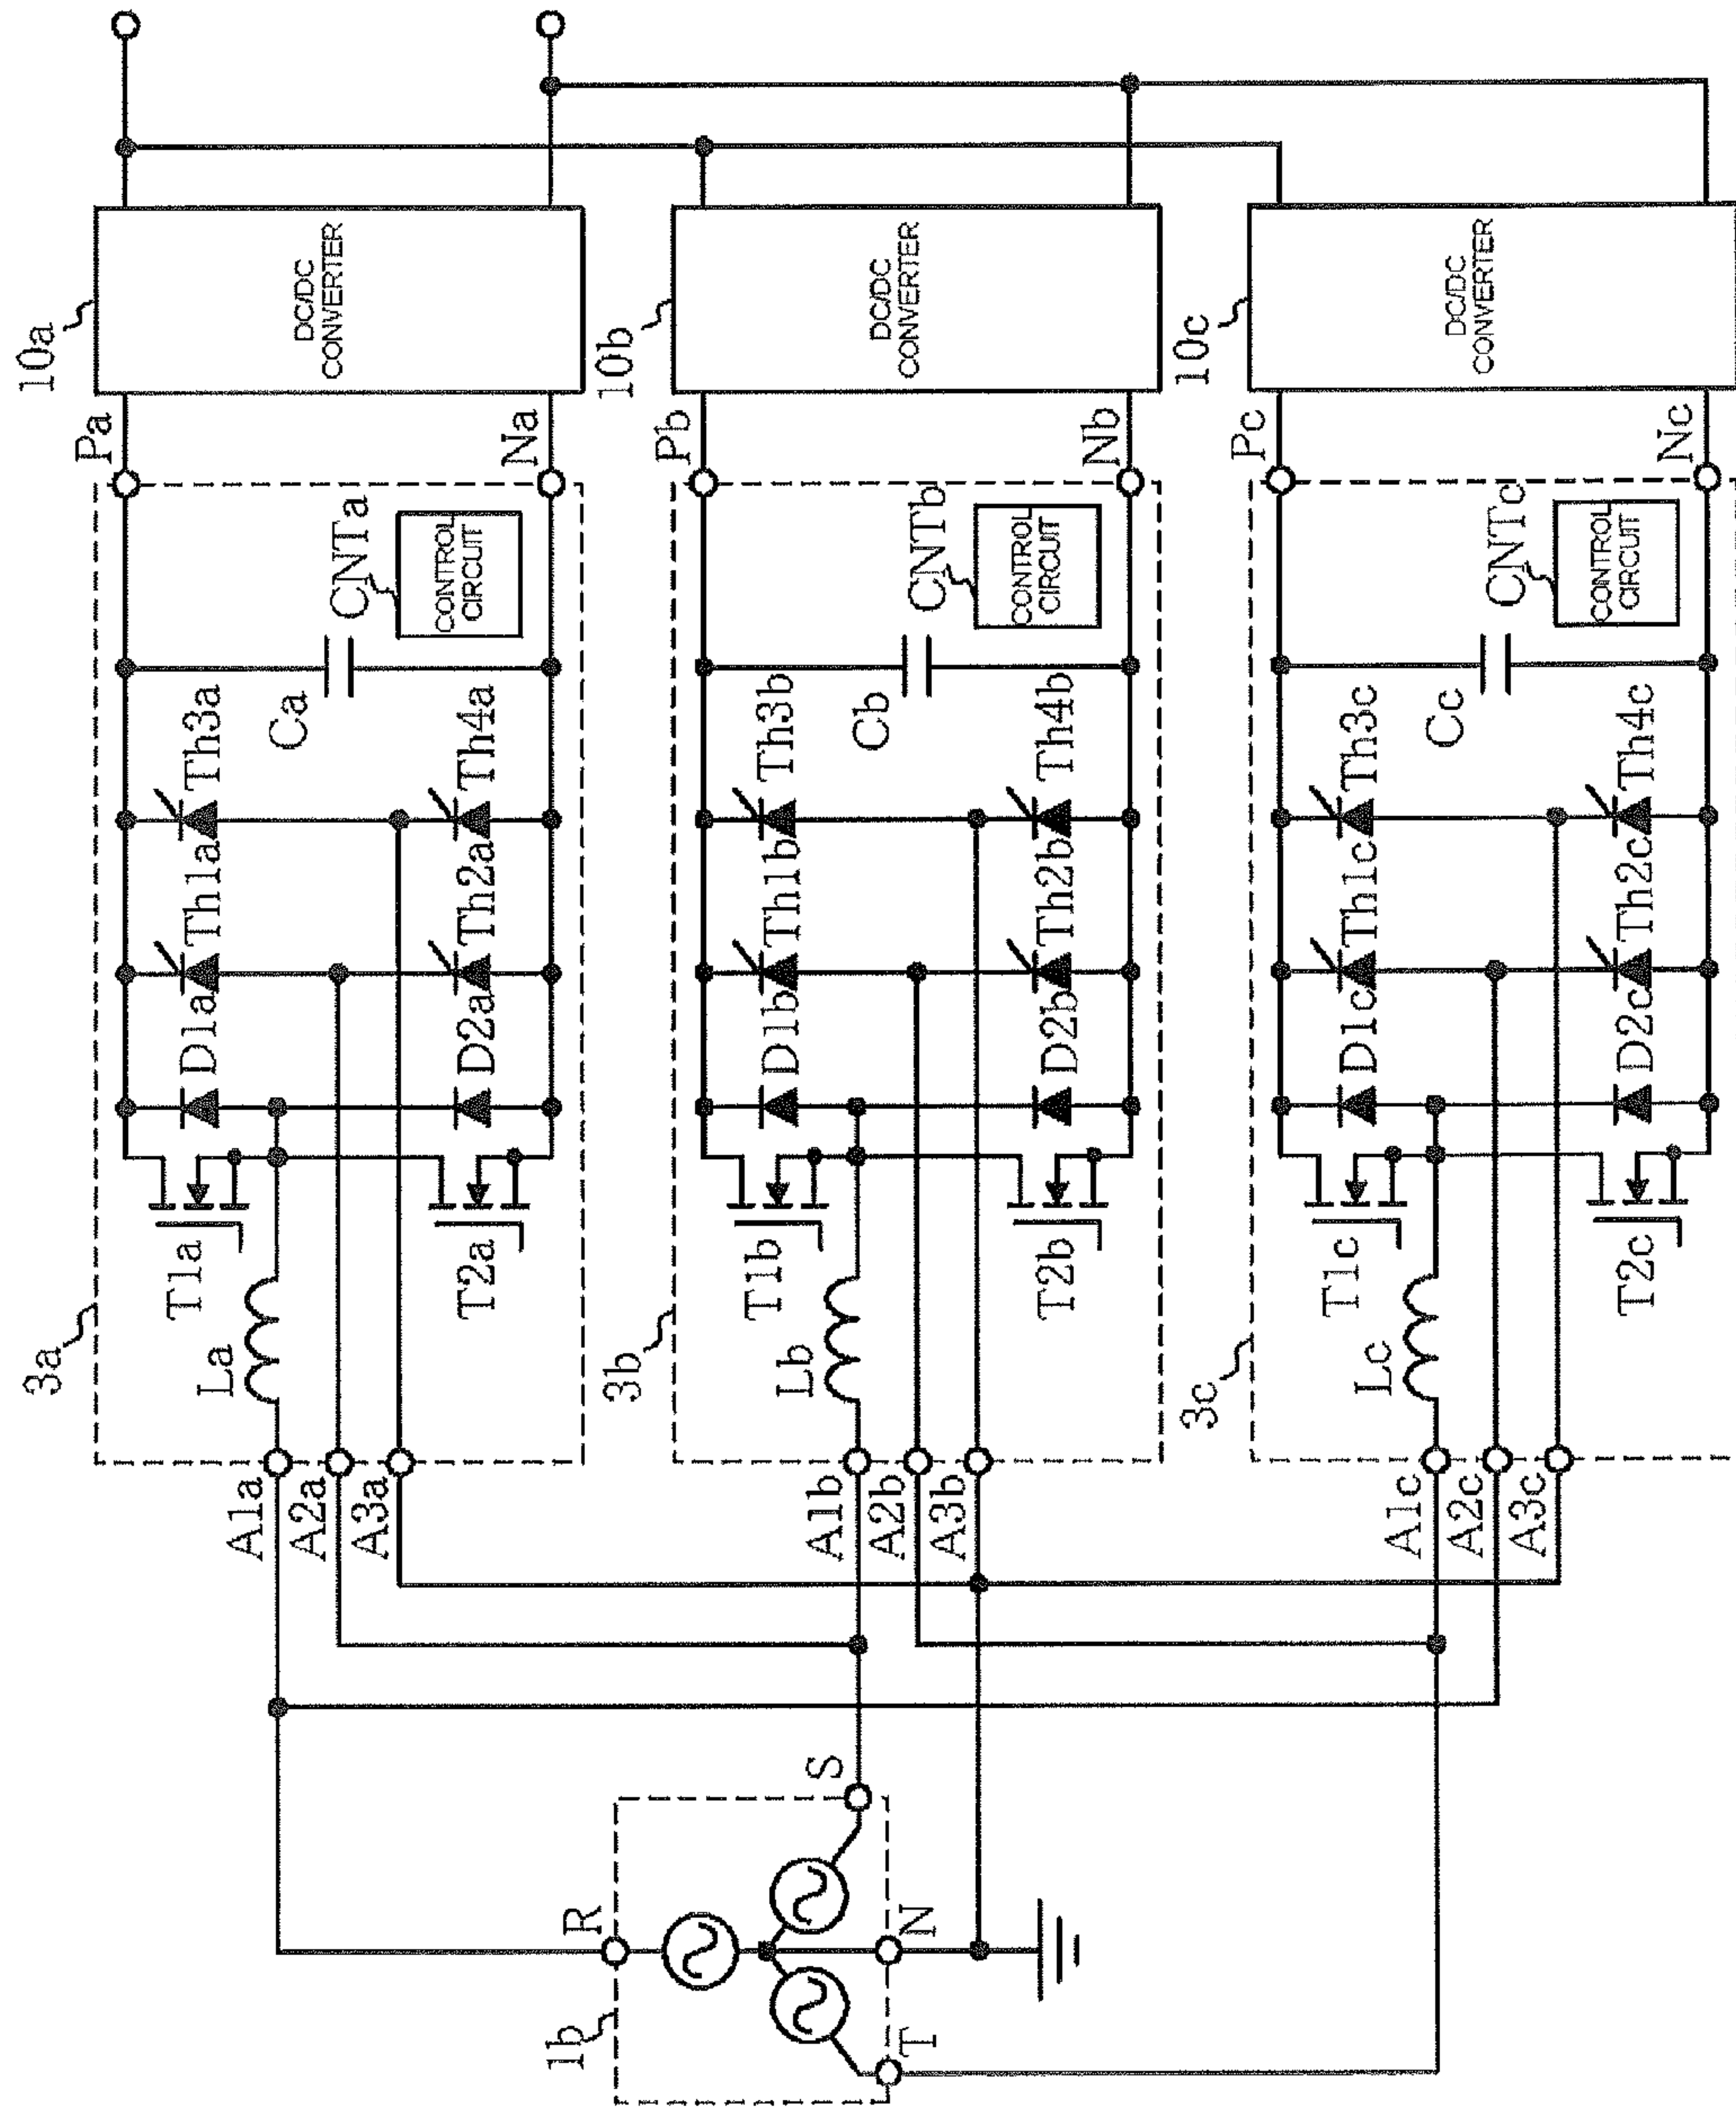 10a
DC/DC
CONVERTER
Pa
Na
3a
CNTa
CONTROL
CIRCUIT
Ca
Th3a
Th4a
Th1a
Th2a
D1a
D2a
T1a
T2a
La
A1a
A2a
A3a
10b
DC/DC
CONVERTER
Pb
Nb
3b
CNTb
CONTROL
CIRCUIT
Cb
Th3b
Th4b
Th1b
Th2b
D1b
D2b
T1b
T2b
Lb
A1b
A2b
A3b
10c
DC/DC
CONVERTER
Pc
Nc
3c
CNTc
CONTROL
CIRCUIT
Cc
Th3c
Th4c
Th1c
Th2c
D1c
D2c
T1c
T2c
Lc
A1c
A2c
A3c
1b
R
S
N
T